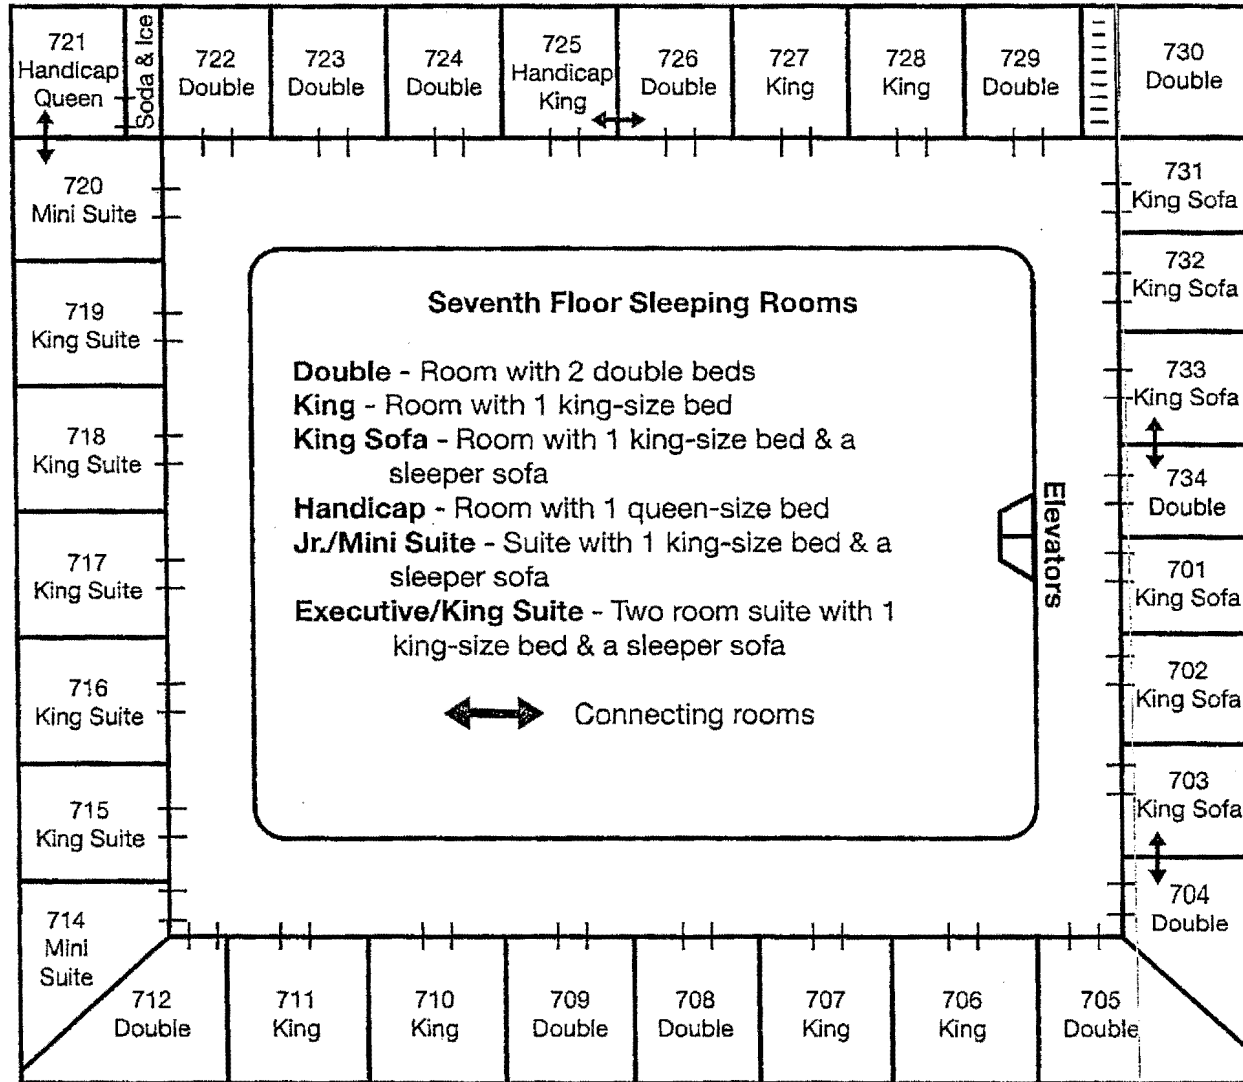 721
Handicap
Queen
Soda & Ice
722
Double
723
Double
724
Double
725
Handicap
King
726
Double
727
King
728
King
729
Double
730
Double
720
Mini Suite
719
King Suite
718
King Suite
717
King Suite
716
King Suite
715
King Suite
714
Mini
Suite
Seventh Floor Sleeping Rooms
Double - Room with 2 double beds
King - Room with 1 king-size bed
King Sofa - Room with 1 king-size bed & a
sleeper sofa
Handicap - Room with 1 queen-size bed
Jr./Mini Suite - Suite with 1 king-size bed & a
sleeper sofa
Executive/King Suite - Two room suite with 1
king-size bed & a sleeper sofa
Connecting rooms
Elevators
731
King Sofa
732
King Sofa
733
King Sofa
734
Double
701
King Sofa
702
King Sofa
703
King Sofa
704
Double
712
Double
711
King
710
King
709
Double
708
Double
707
King
706
King
705
Double